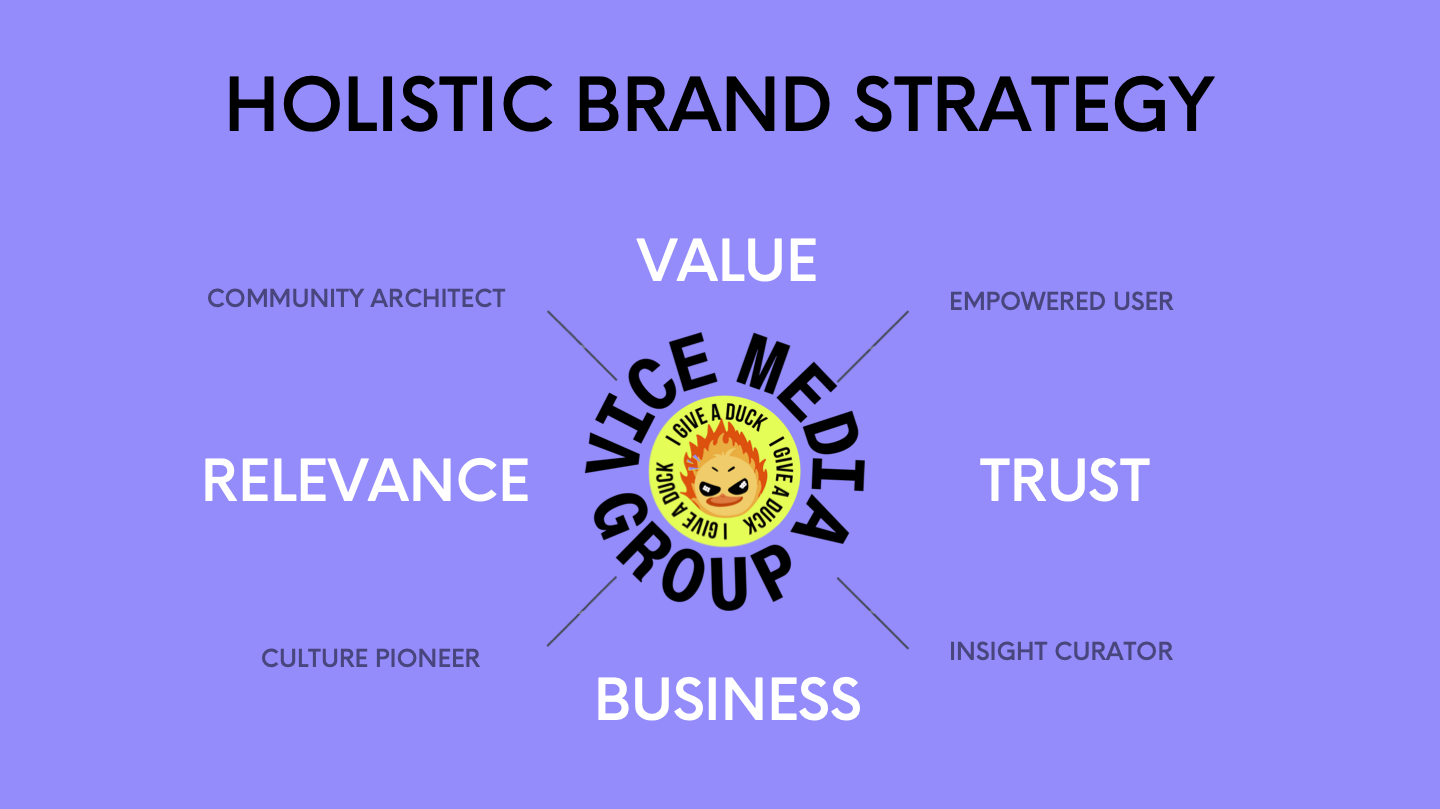 HOLISTIC BRAND STRATEGY
VALUE
COMMUNITY ARCHITECT
EMPOWERED USER
VICE MEDIA GROUP
I GIVE A DUCK I GIVE A DUCK I GIVE A DUCK
RELEVANCE
TRUST
CULTURE PIONEER
INSIGHT CURATOR
BUSINESS